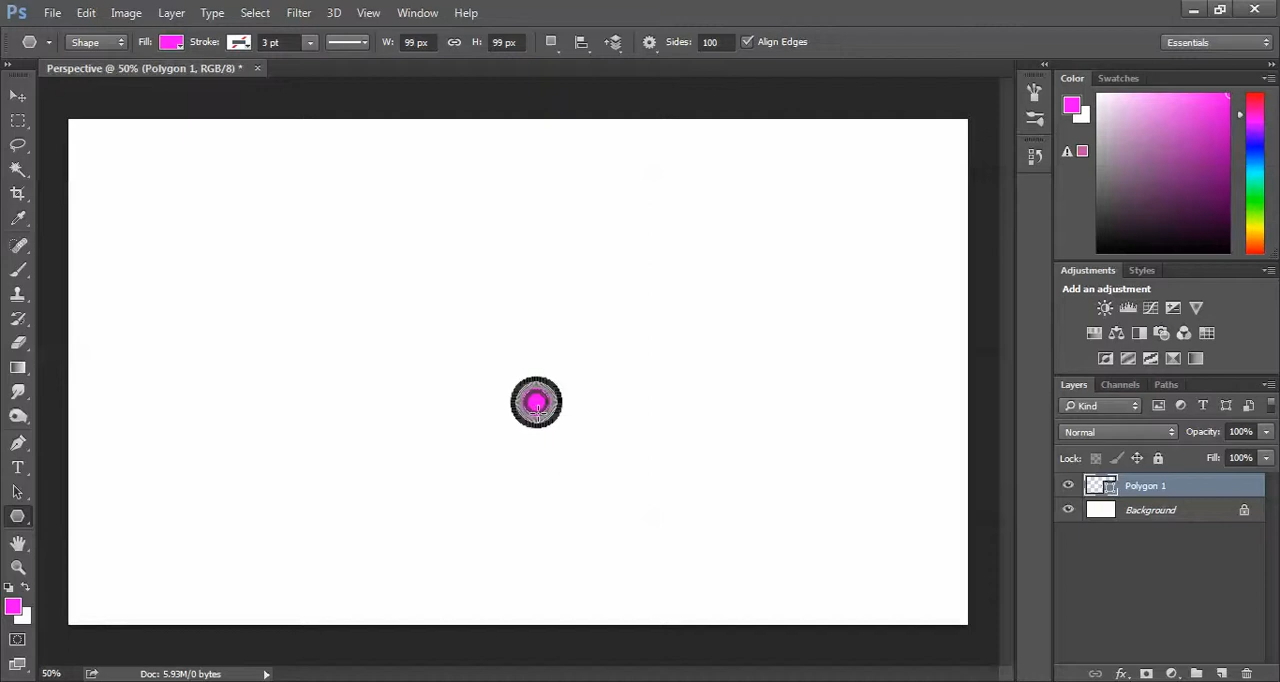 Ps File Edit Image Layer Type Select Filter 3D View Window Help
Shape Fill: Stroke: 3 pt W: 99 px H: 99 px Sides: 100 Align Edges Essentials
Perspective @ 50% (Polygon 1, RGB/8) * ×
Color Swatches
Adjustments Styles
Add an adjustment
Layers Channels Paths
Kind
Normal Opacity: 100%
Lock: Fill: 100%
Polygon 1
Background
T
50% Doc: 5.93M/0 bytes
fx